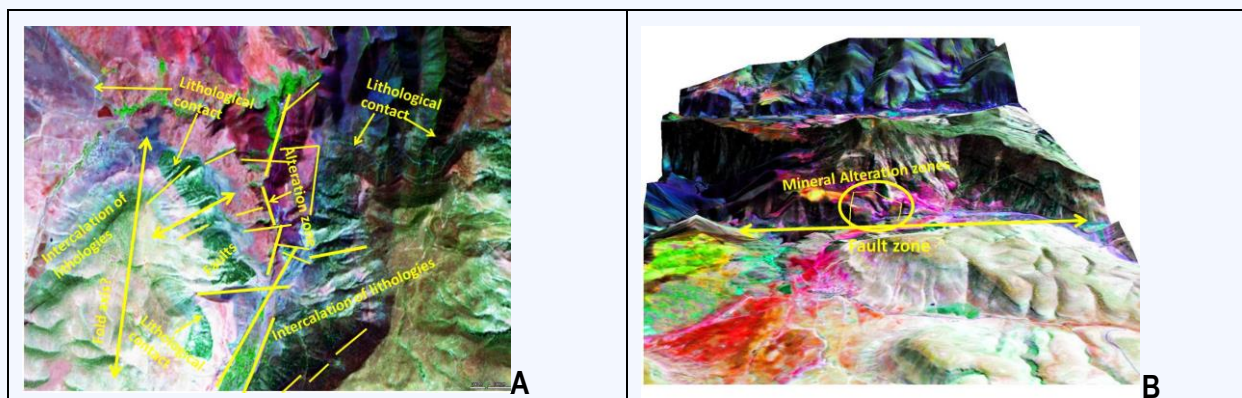 Lithological
contact
Lithological
contact
Alteration zone
Intercalation of
lithologies
Faults
Intercalation of lithologies
Fold axis?
Lithological
contact
A
Mineral Alteration zones
Fault zone
B